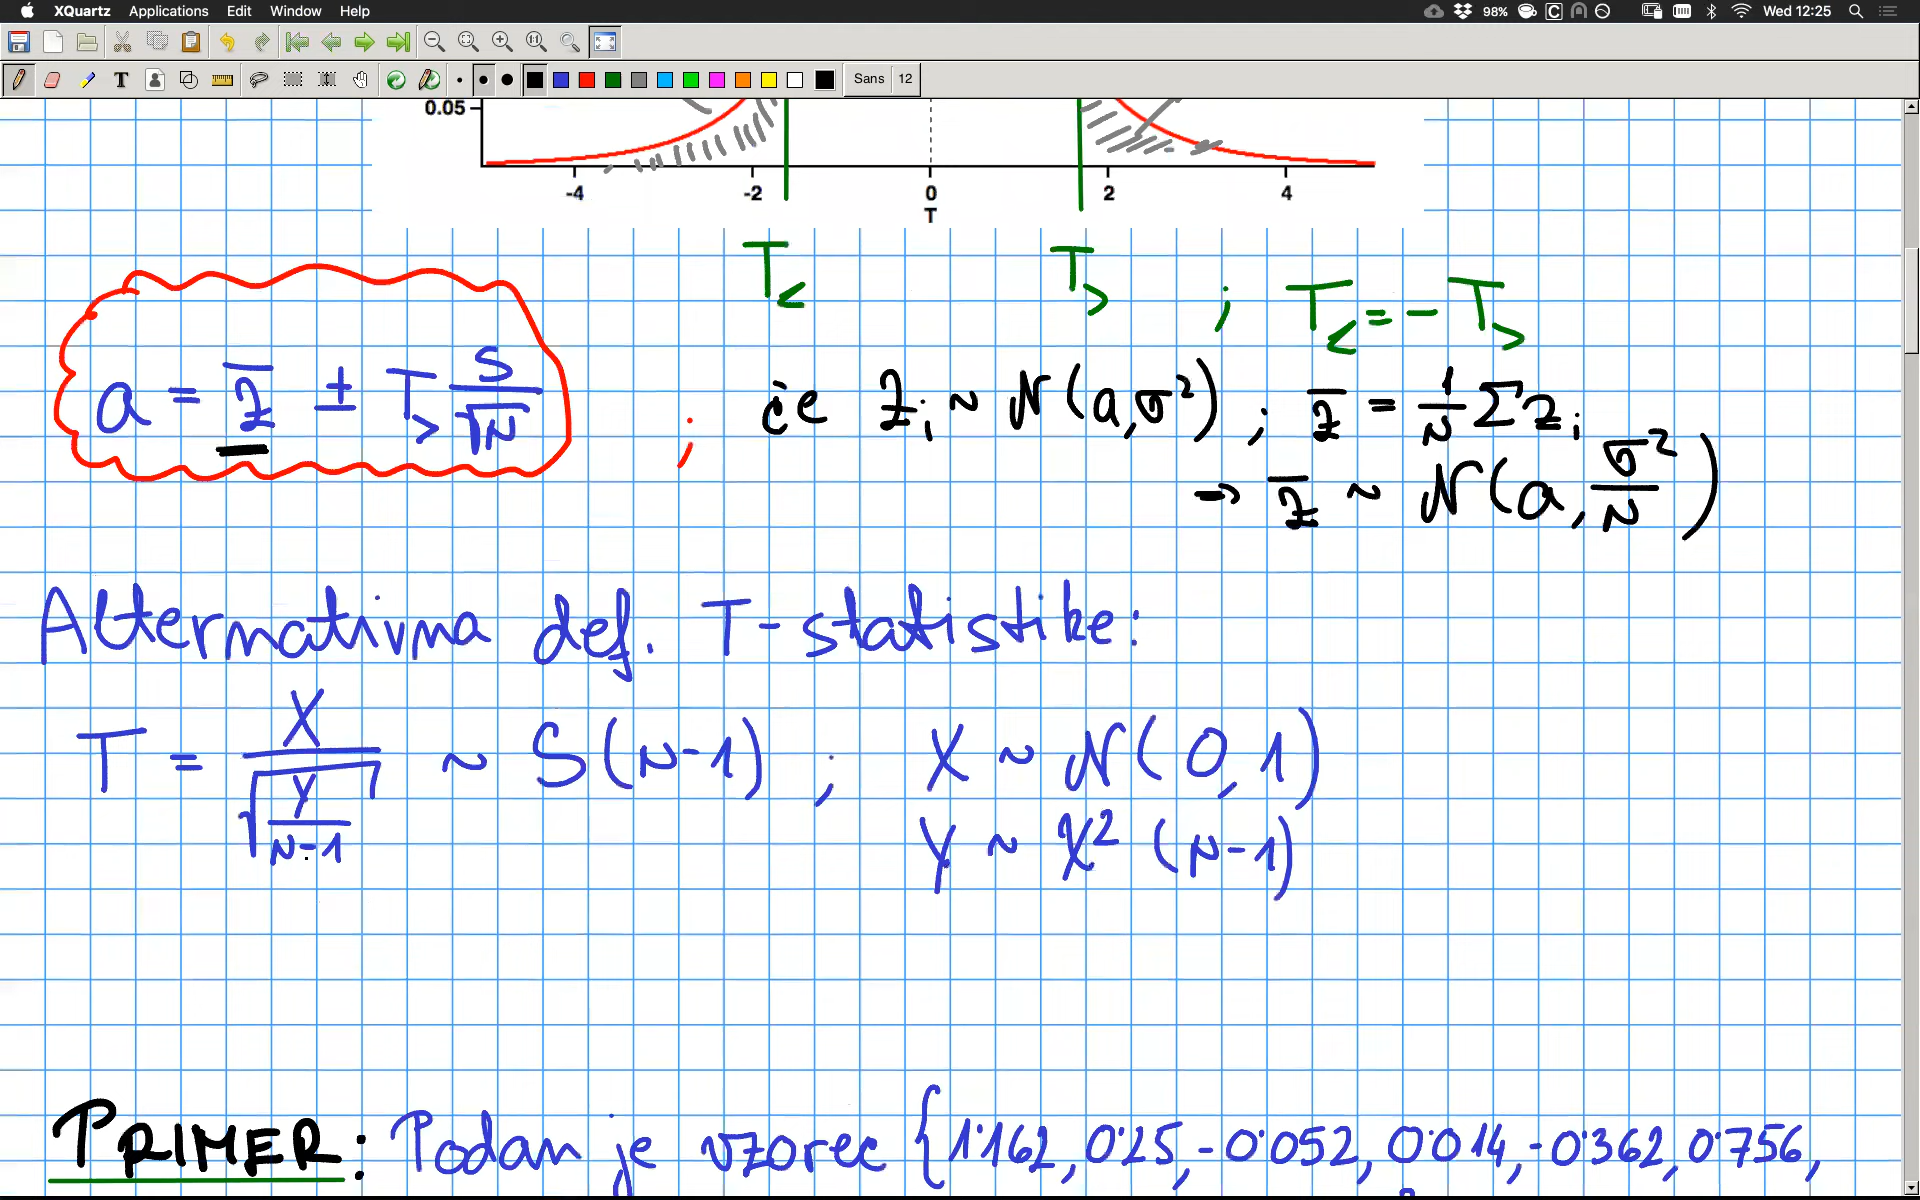 XQuartz Applications Edit Window Help 98% Wed 12:25
Sans 12
0.05
-4 -2 0 2 4
T
T< T> ; T< = - T>
a = z̅ ± T> S/√N ; če zᵢ ~ N(a,σ²) ; z̅ = 1/N Σ zᵢ
⇒ z̅ ~ N(a, σ²/N)
Alternativna def. T-statistike:
T = X/√(Y/(N-1)) ~ S(N-1) ; X ~ N(0,1)
Y ~ χ² (N-1)
PRIMER: Podan je vzorec {1.162, 0.25, -0.052, 0.014, -0.362, 0.756,